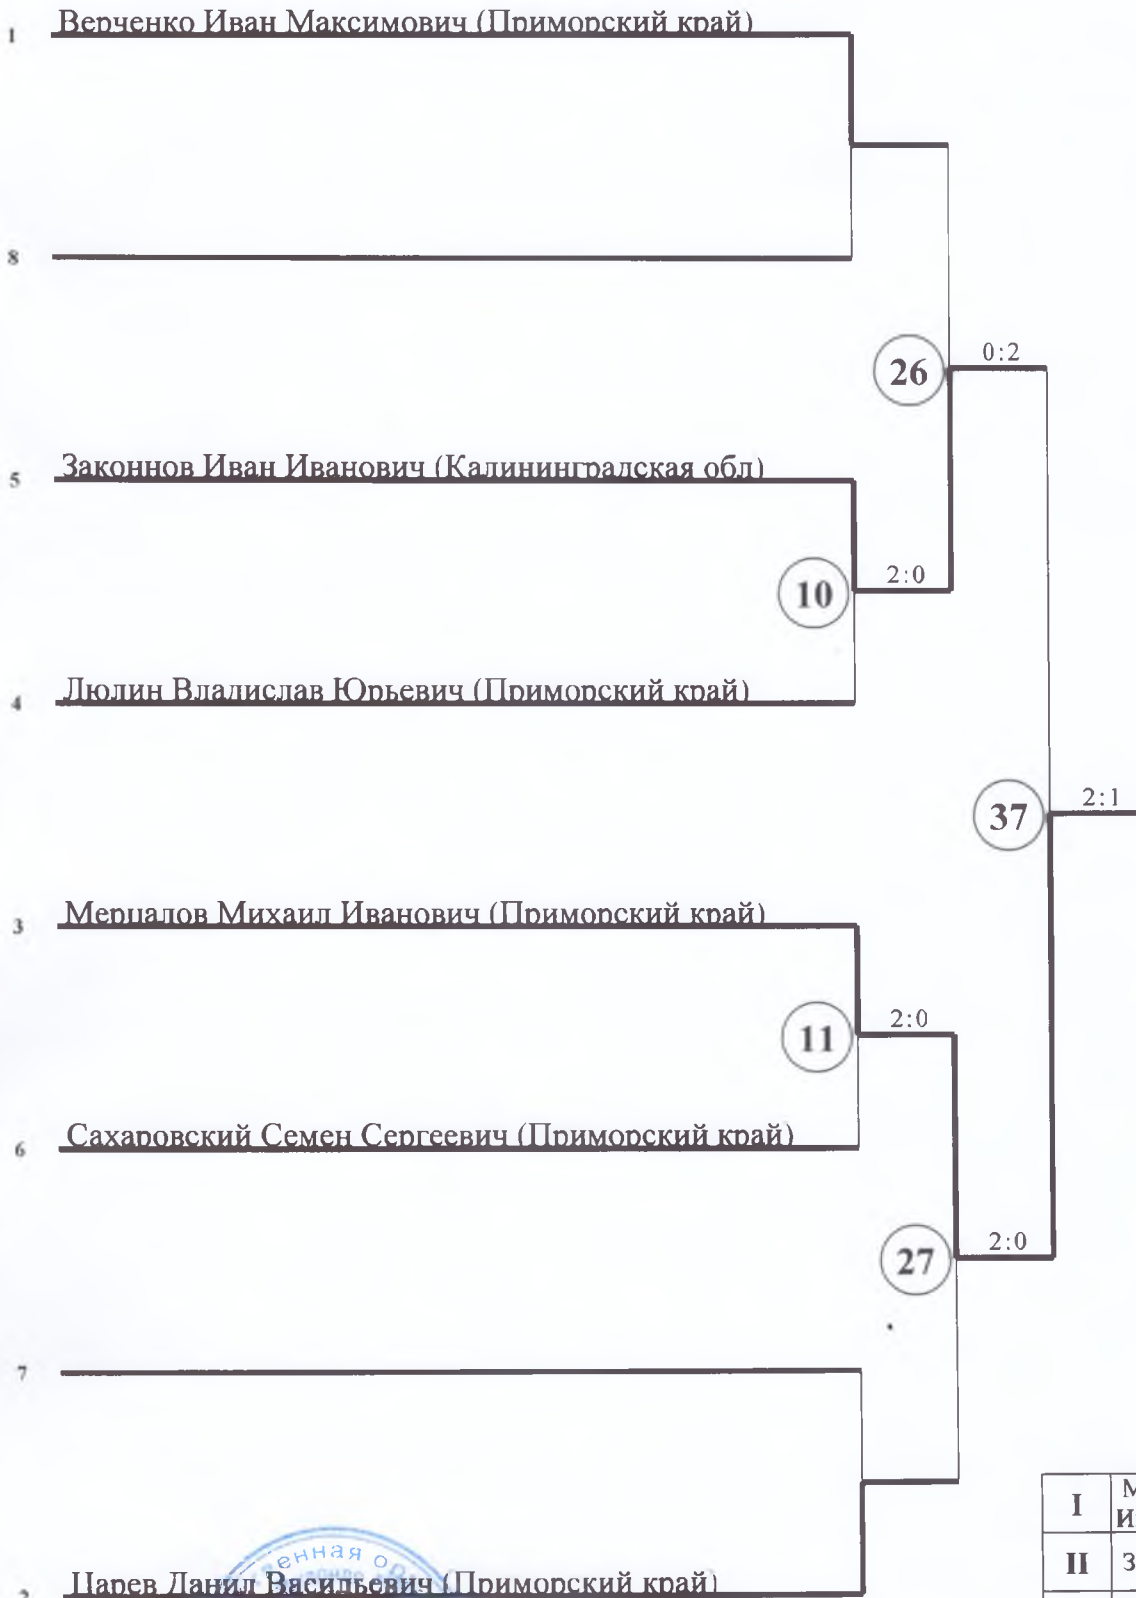 1 Верченко Иван Максимович (Приморский край)
8
26 0:2
5 Законнов Иван Иванович (Калининградская обл)
10 2:0
4 Людин Владислав Юрьевич (Приморский край)
37 2:1
3 Мерцалов Михаил Иванович (Приморский край)
11 2:0
6 Сахаровский Семен Сергеевич (Приморский край)
27 2:0
7
I М
И
II З
2 Царев Данил Васильевич (Приморский край)